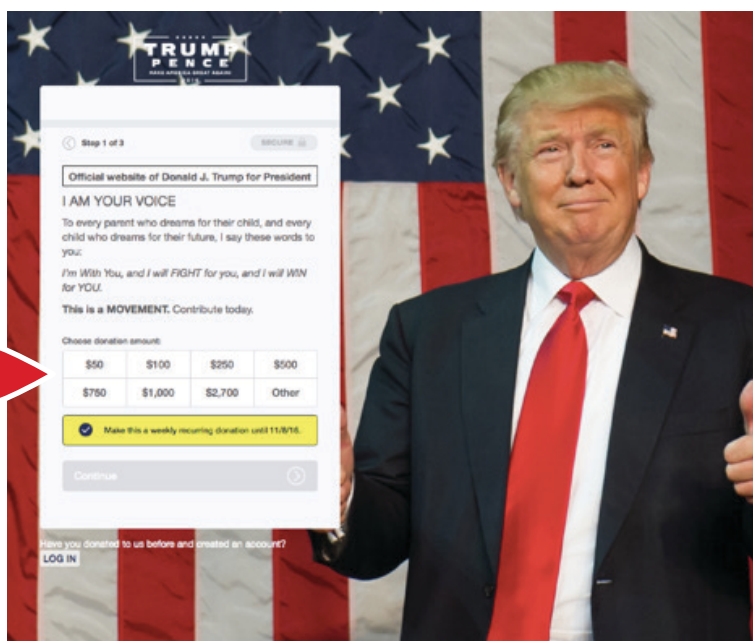 TRUMP
PENCE
MAKE AMERICA GREAT AGAIN!
Step 1 of 3
SECURE
Official website of Donald J. Trump for President
I AM YOUR VOICE
To every parent who dreams for their child, and every
child who dreams for their future, I say these words to
you:
I'm With You, and I will FIGHT for you, and I will WIN
for YOU.
This is a MOVEMENT. Contribute today.
Choose donation amount:
$50 $100 $250 $500
$750 $1,000 $2,700 Other
Make this a weekly recurring donation until 11/8/16.
Continue
Have you donated to us before and created an account?
LOG IN